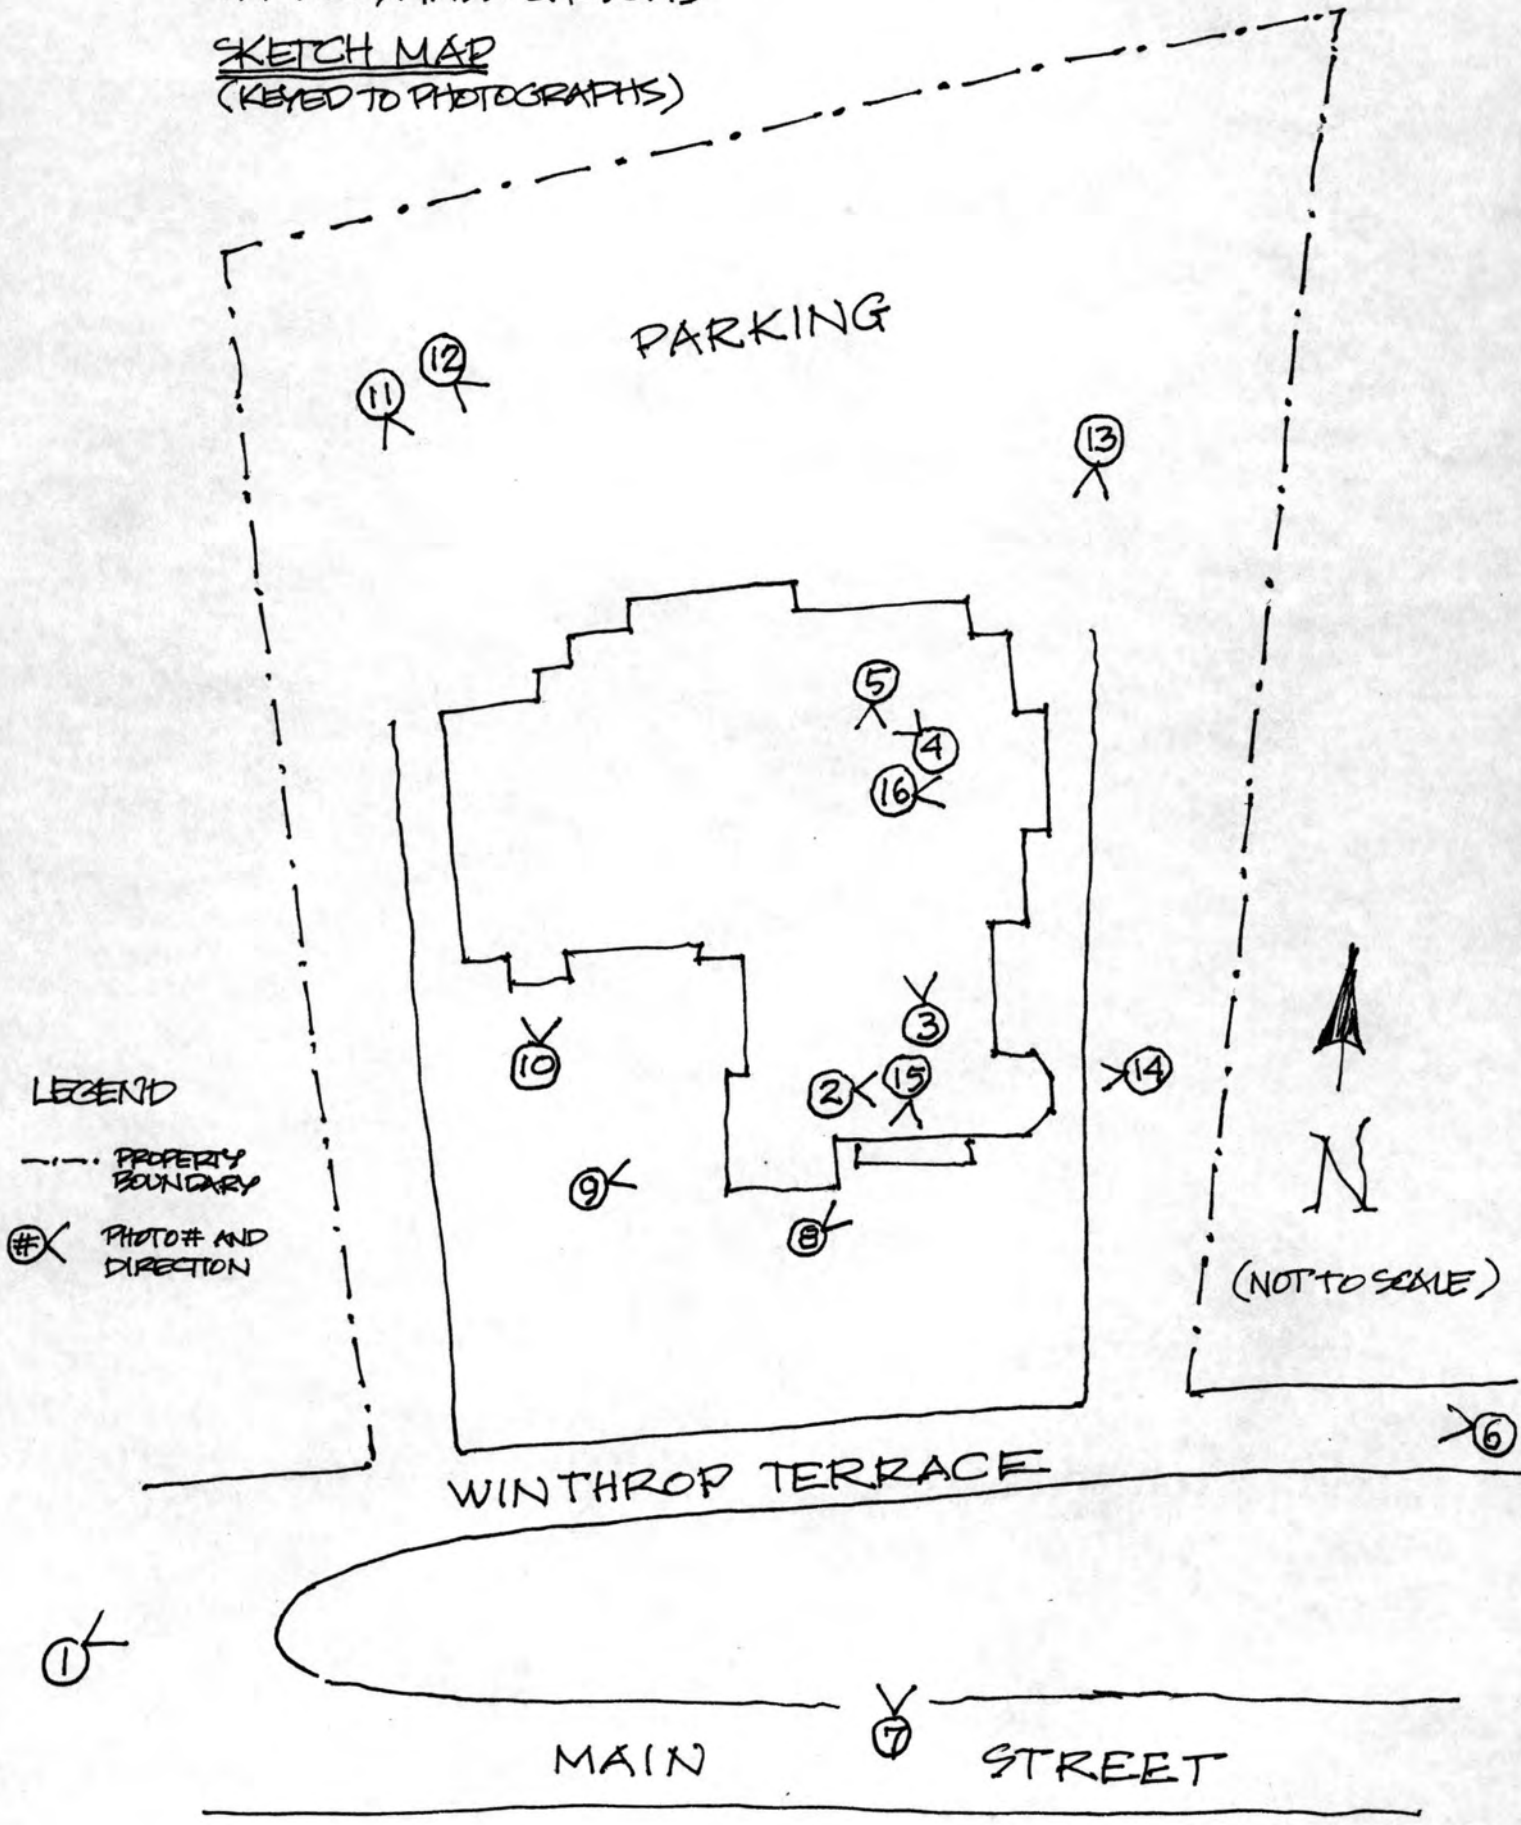 SKETCH MAP
(KEYED TO PHOTOGRAPHS)
PARKING
12
11
13
5
4
16
3
10
2
15
14
LEGEND
PROPERTY
BOUNDARY
9
N
# PHOTO # AND
DIRECTION
8
(NOT TO SCALE)
6
WINTHROP TERRACE
1
7
MAIN STREET